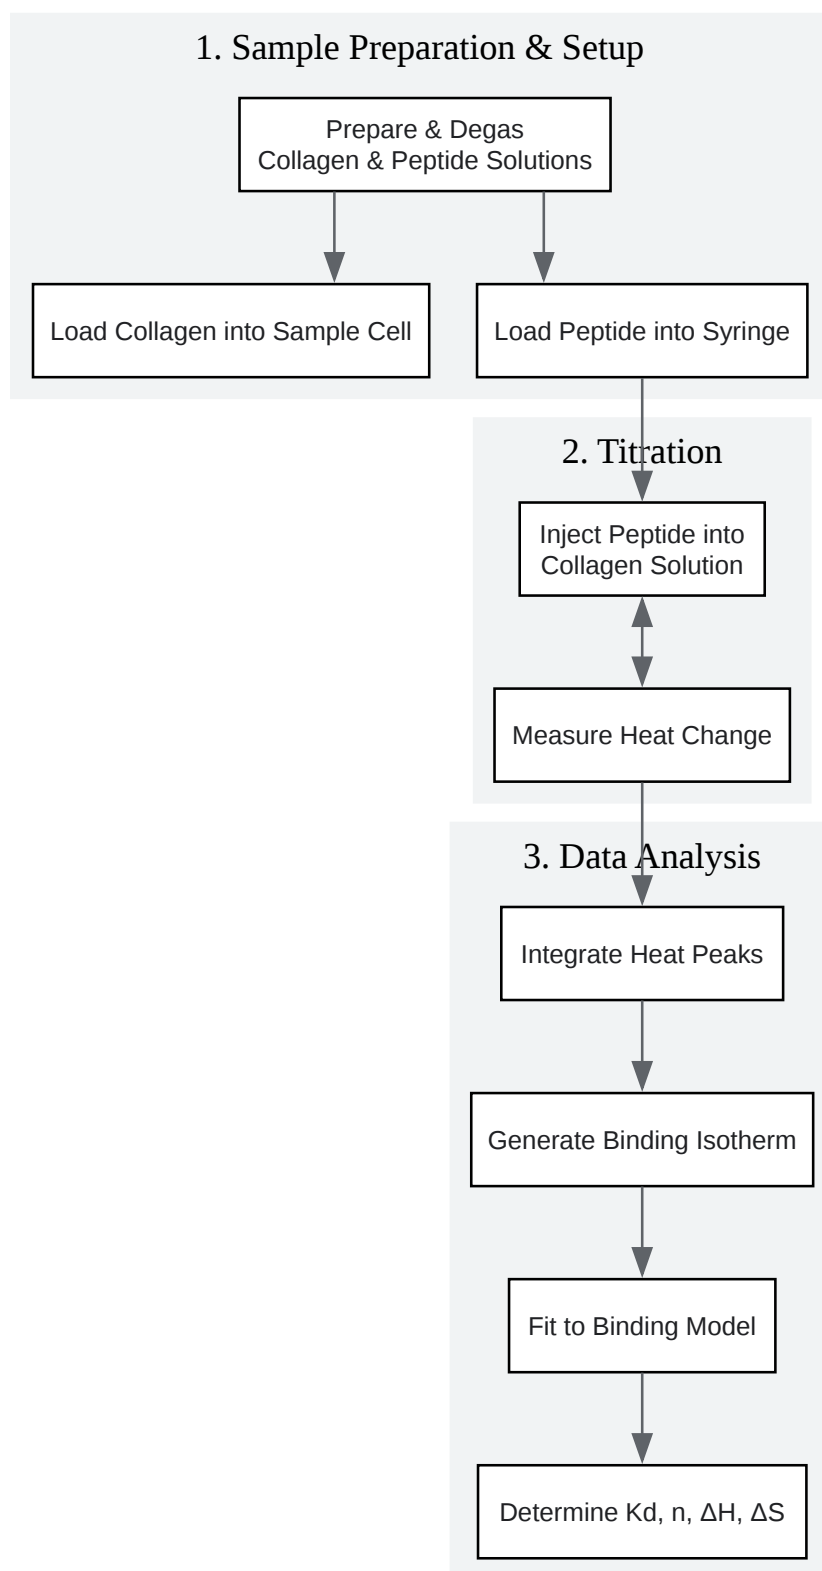 1. Sample Preparation & Setup
Prepare & Degas
Collagen & Peptide Solutions
Load Collagen into Sample Cell
Load Peptide into Syringe
2. Titration
Inject Peptide into
Collagen Solution
Measure Heat Change
3. Data Analysis
Integrate Heat Peaks
Generate Binding Isotherm
Fit to Binding Model
Determine Kd, n, ΔH, ΔS